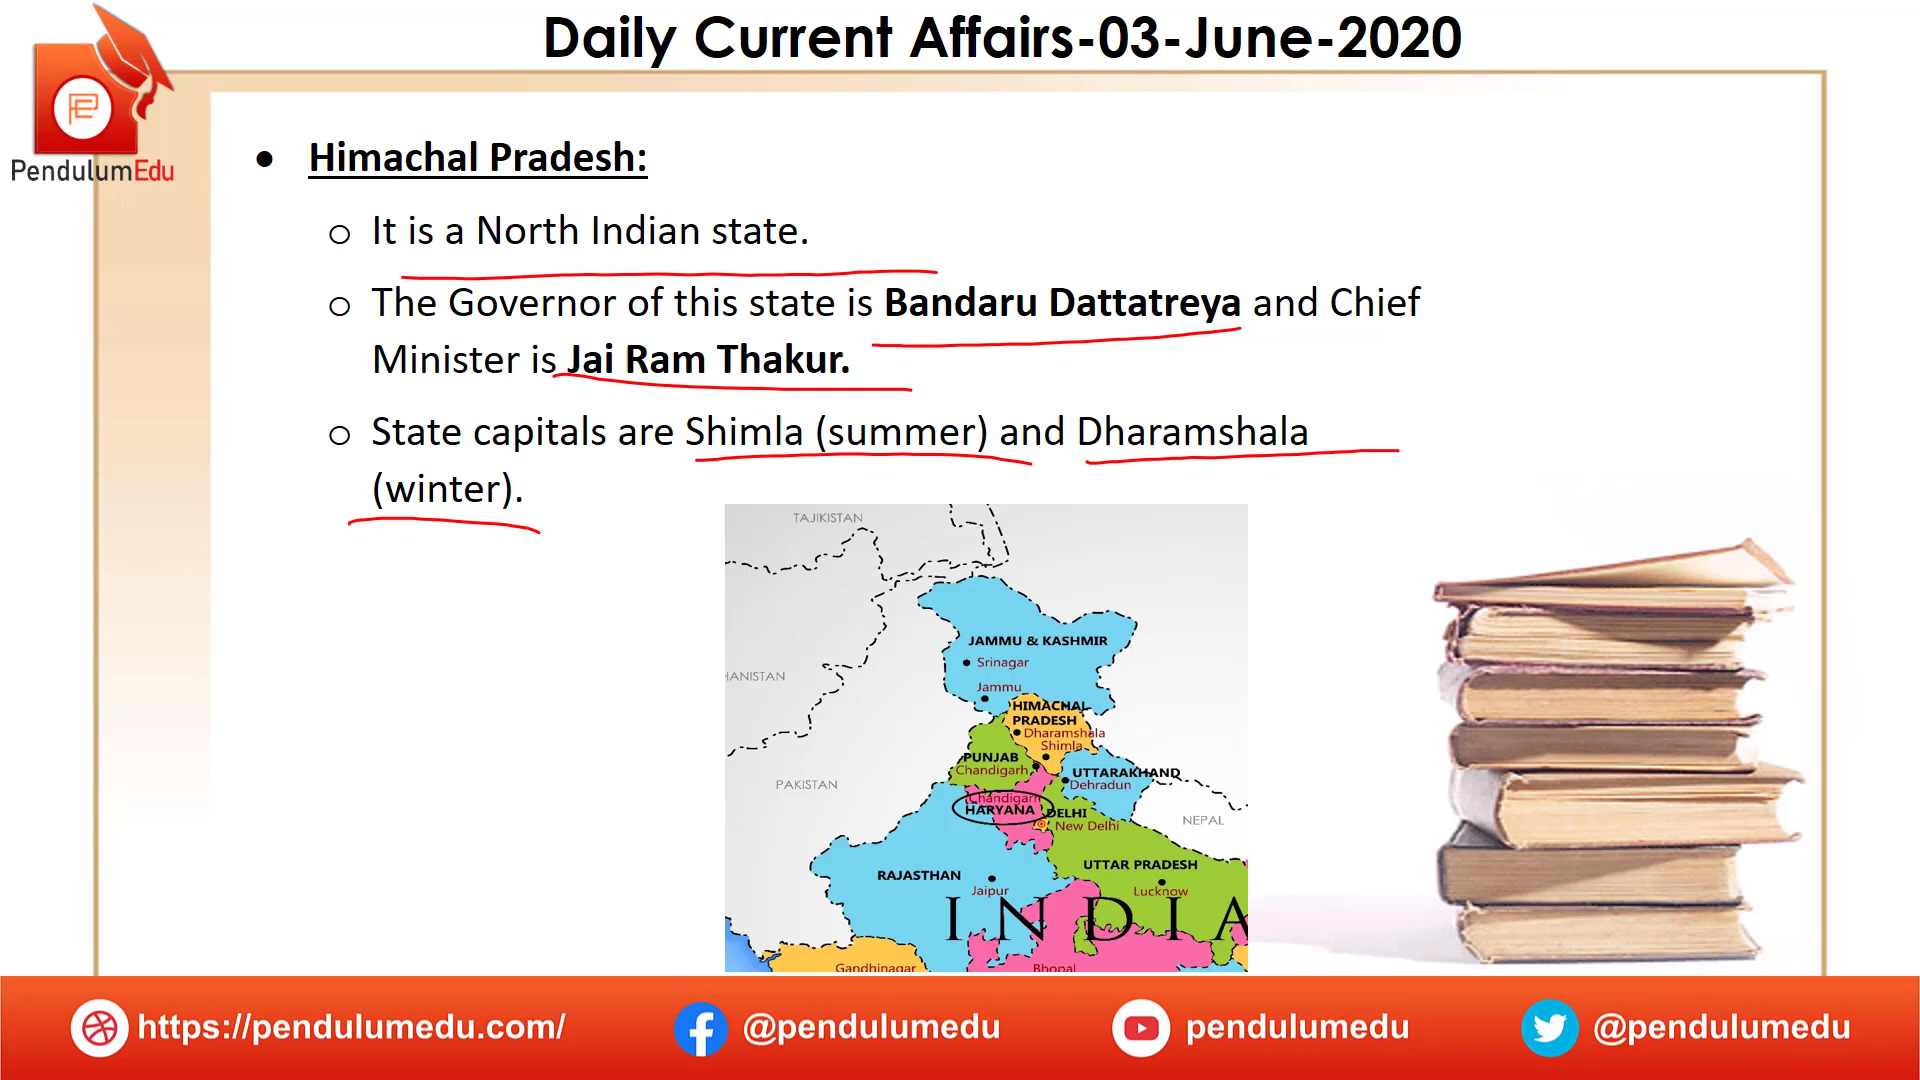 Daily Current Affairs-03-June-2020
PendulumEdu
• Himachal Pradesh:
o It is a North Indian state.
o The Governor of this state is Bandaru Dattatreya and Chief
Minister is Jai Ram Thakur.
o State capitals are Shimla (summer) and Dharamshala
(winter).
TAJIKISTAN
JAMMU & KASHMIR
Srinagar
HANISTAN
Jammu
HIMACHAL
PRADESH
Dharamshala
Shimla
PUNJAB
Chandigarh
UTTARAKHAND
Dehradun
PAKISTAN
Chandigarh
HARYANA
DELHI
New Delhi
NEPAL
UTTAR PRADESH
RAJASTHAN
Jaipur
Lucknow
INDIA
Gandhinagar
Bhopal
https://pendulumedu.com/
@pendulumedu
pendulumedu
@pendulumedu